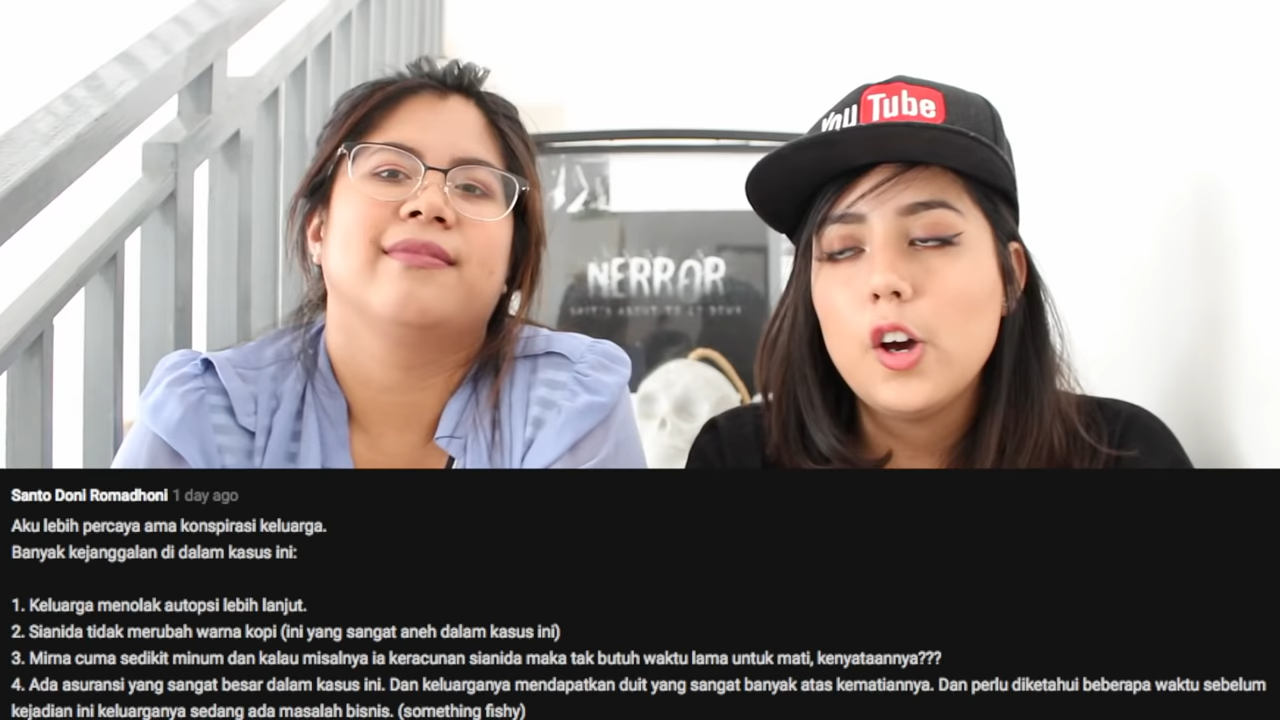 You Tube
NERROR
Santo Doni Romadhoni 1 day ago
Aku lebih percaya ama konspirasi keluarga.
Banyak kejanggalan di dalam kasus ini:
1. Keluarga menolak autopsi lebih lanjut.
2. Sianida tidak merubah warna kopi (ini yang sangat aneh dalam kasus ini)
3. Mirna cuma sedikit minum dan kalau misalnya ia keracunan sianida maka tak butuh waktu lama untuk mati, kenyataannya???
4. Ada asuransi yang sangat besar dalam kasus ini. Dan keluarganya mendapatkan duit yang sangat banyak atas kematiannya. Dan perlu diketahui beberapa waktu sebelum
kejadian ini keluarganya sedang ada masalah bisnis. (something fishy)